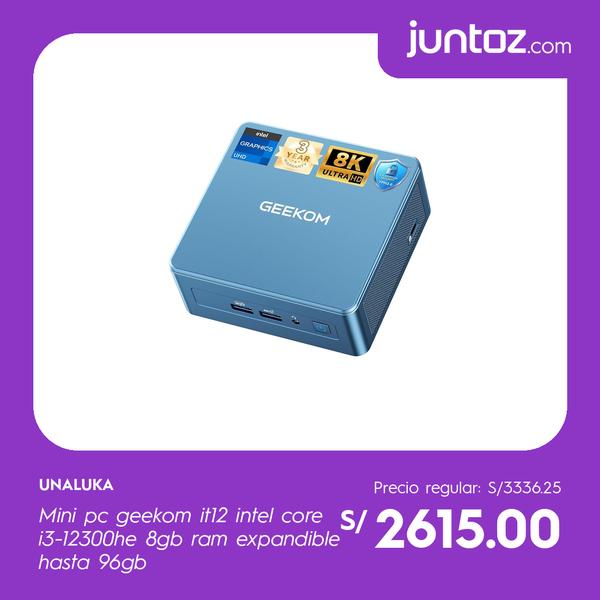 juntoz.com
intel
GRAPHICS
UHD
3
YEAR
WARRANTY
8K
ULTRA HD
GEEKOM
UNALUKA
Mini pc geekom it12 intel core
i3-12300he 8gb ram expandible
hasta 96gb
Precio regular: S/3336.25
S/ 2615.00